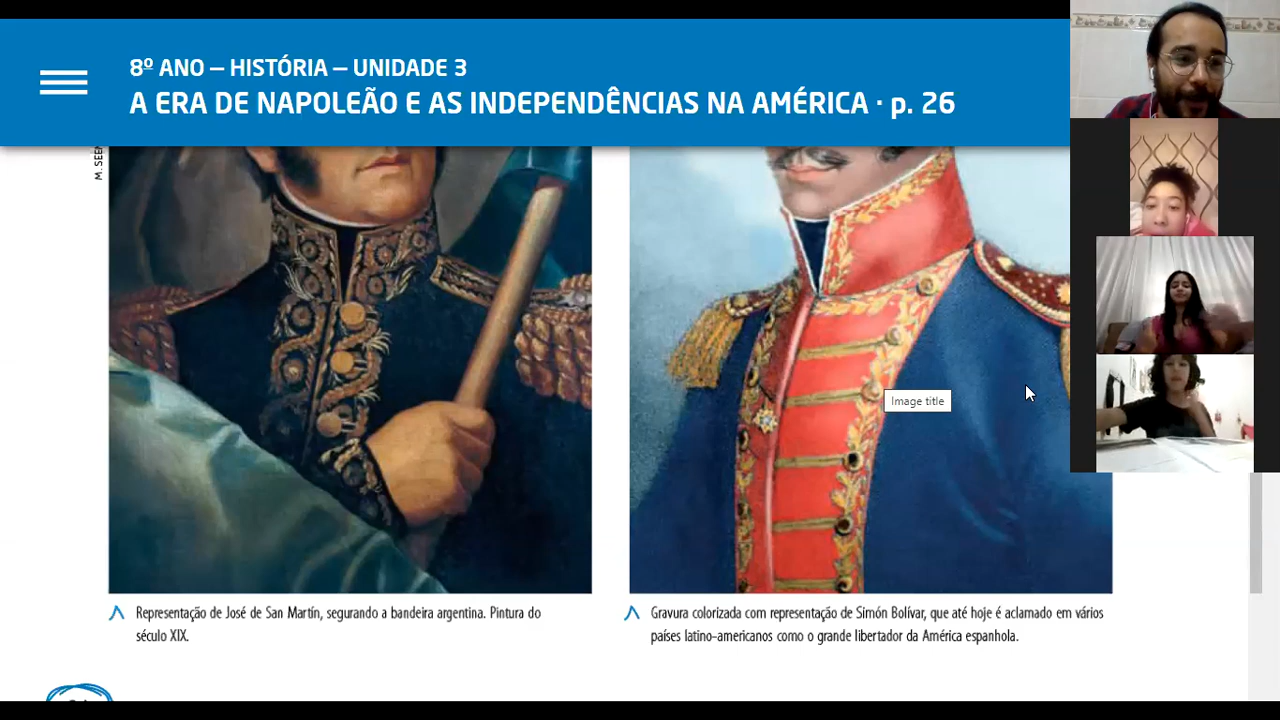 8º ANO – HISTÓRIA – UNIDADE 3
A ERA DE NAPOLEÃO E AS INDEPENDÊNCIAS NA AMÉRICA · p. 26
Image title
Representação de José de San Martín, segurando a bandeira argentina. Pintura do
século XIX.
Gravura colorizada com representação de Simón Bolívar, que até hoje é aclamado em vários
países latino-americanos como o grande libertador da América espanhola.